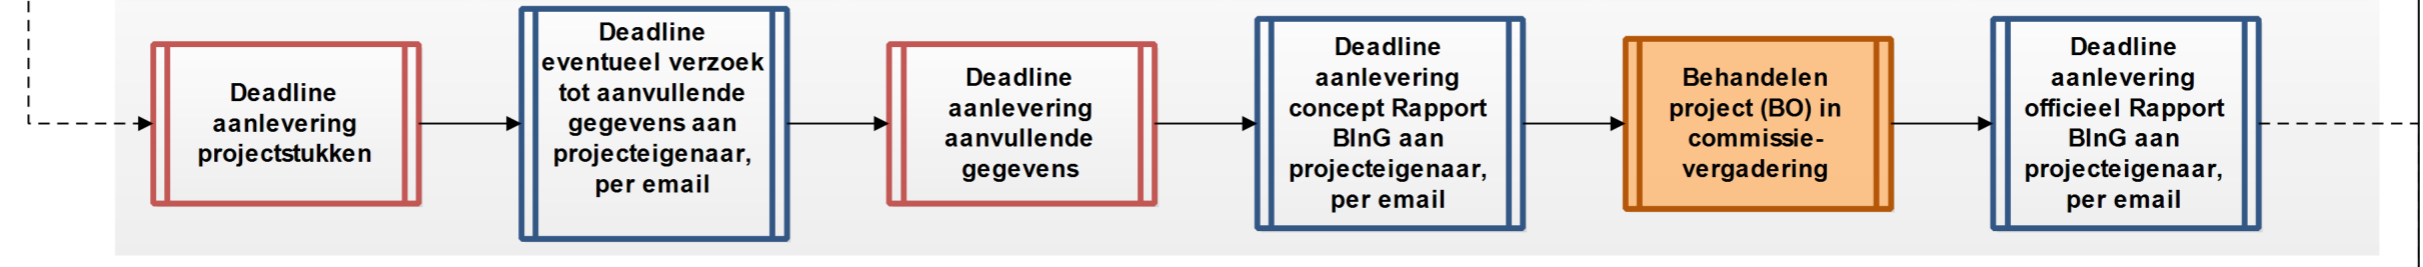 Deadline
aanlevering
projectstukken
Deadline
eventueel verzoek
tot aanvullende
gegevens aan
projecteigenaar,
per email
Deadline
aanlevering
aanvullende
gegevens
Deadline
aanlevering
concept Rapport
BInG aan
projecteigenaar,
per email
Behandelen
project (BO) in
commissie-
vergadering
Deadline
aanlevering
officieel Rapport
BInG aan
projecteigenaar,
per email